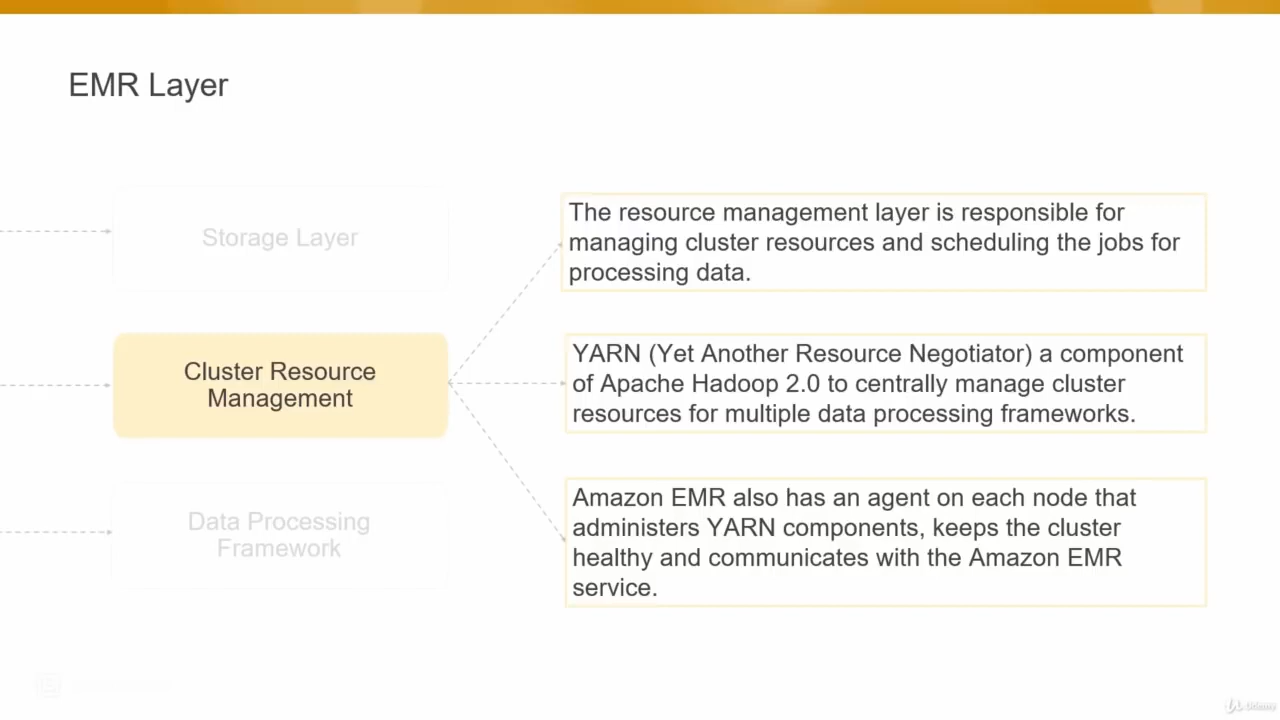 EMR Layer
Storage Layer
Cluster Resource
Management
Data Processing
Framework
The resource management layer is responsible for
managing cluster resources and scheduling the jobs for
processing data.
YARN (Yet Another Resource Negotiator) a component
of Apache Hadoop 2.0 to centrally manage cluster
resources for multiple data processing frameworks.
Amazon EMR also has an agent on each node that
administers YARN components, keeps the cluster
healthy and communicates with the Amazon EMR
service.
Udemy